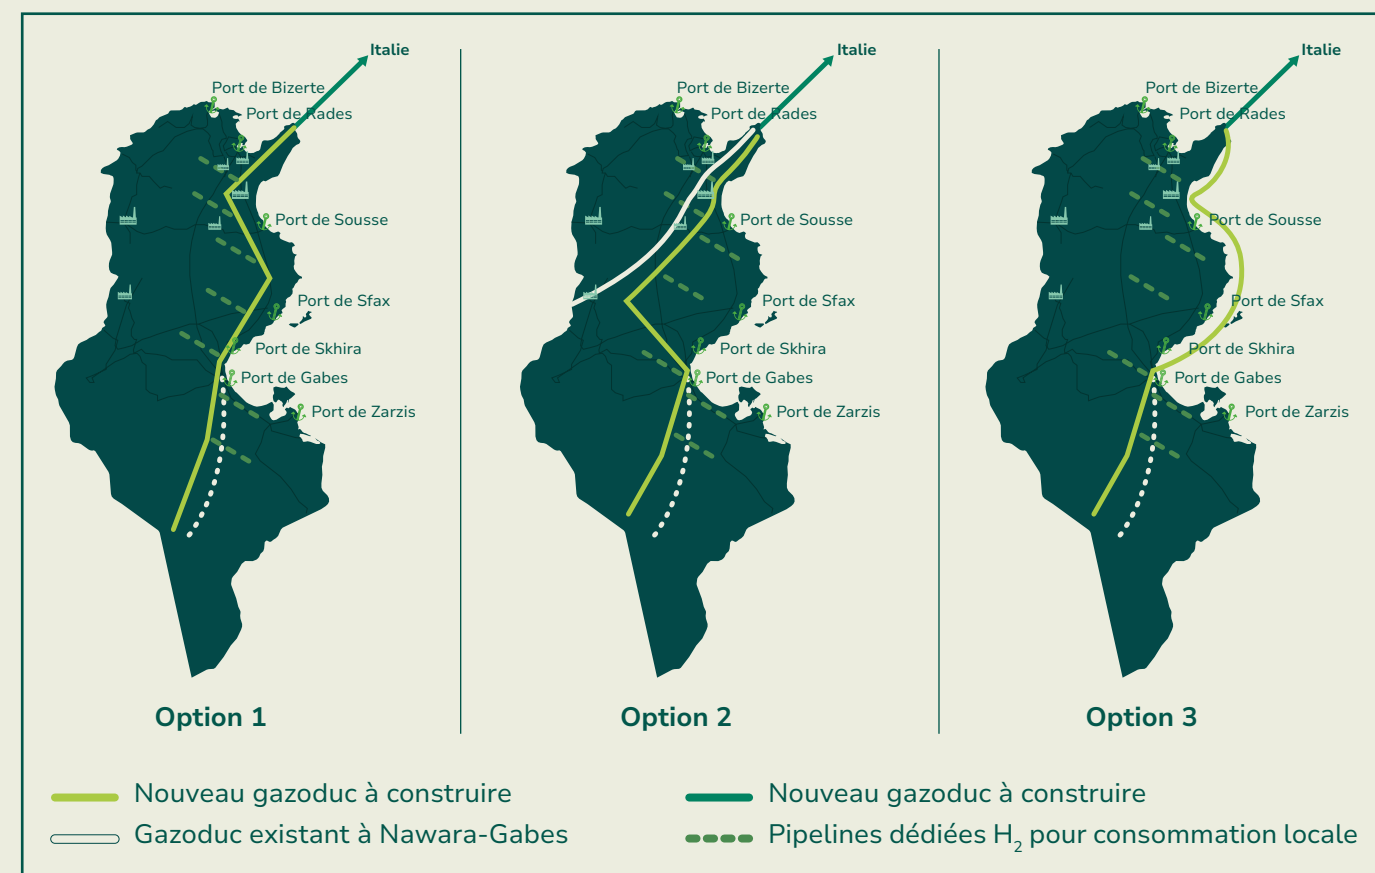 Italie
Port de Bizerte
Port de Rades
Port de Sousse
Port de Sfax
Port de Skhira
Port de Gabes
Port de Zarzis
Option 1
Italie
Port de Bizerte
Port de Rades
Port de Sousse
Port de Sfax
Port de Skhira
Port de Gabes
Port de Zarzis
Option 2
Italie
Port de Bizerte
Port de Rades
Port de Sousse
Port de Sfax
Port de Skhira
Port de Gabes
Port de Zarzis
Option 3
Nouveau gazoduc à construire
Nouveau gazoduc à construire
Gazoduc existant à Nawara-Gabes
Pipelines dédiées H₂ pour consommation locale